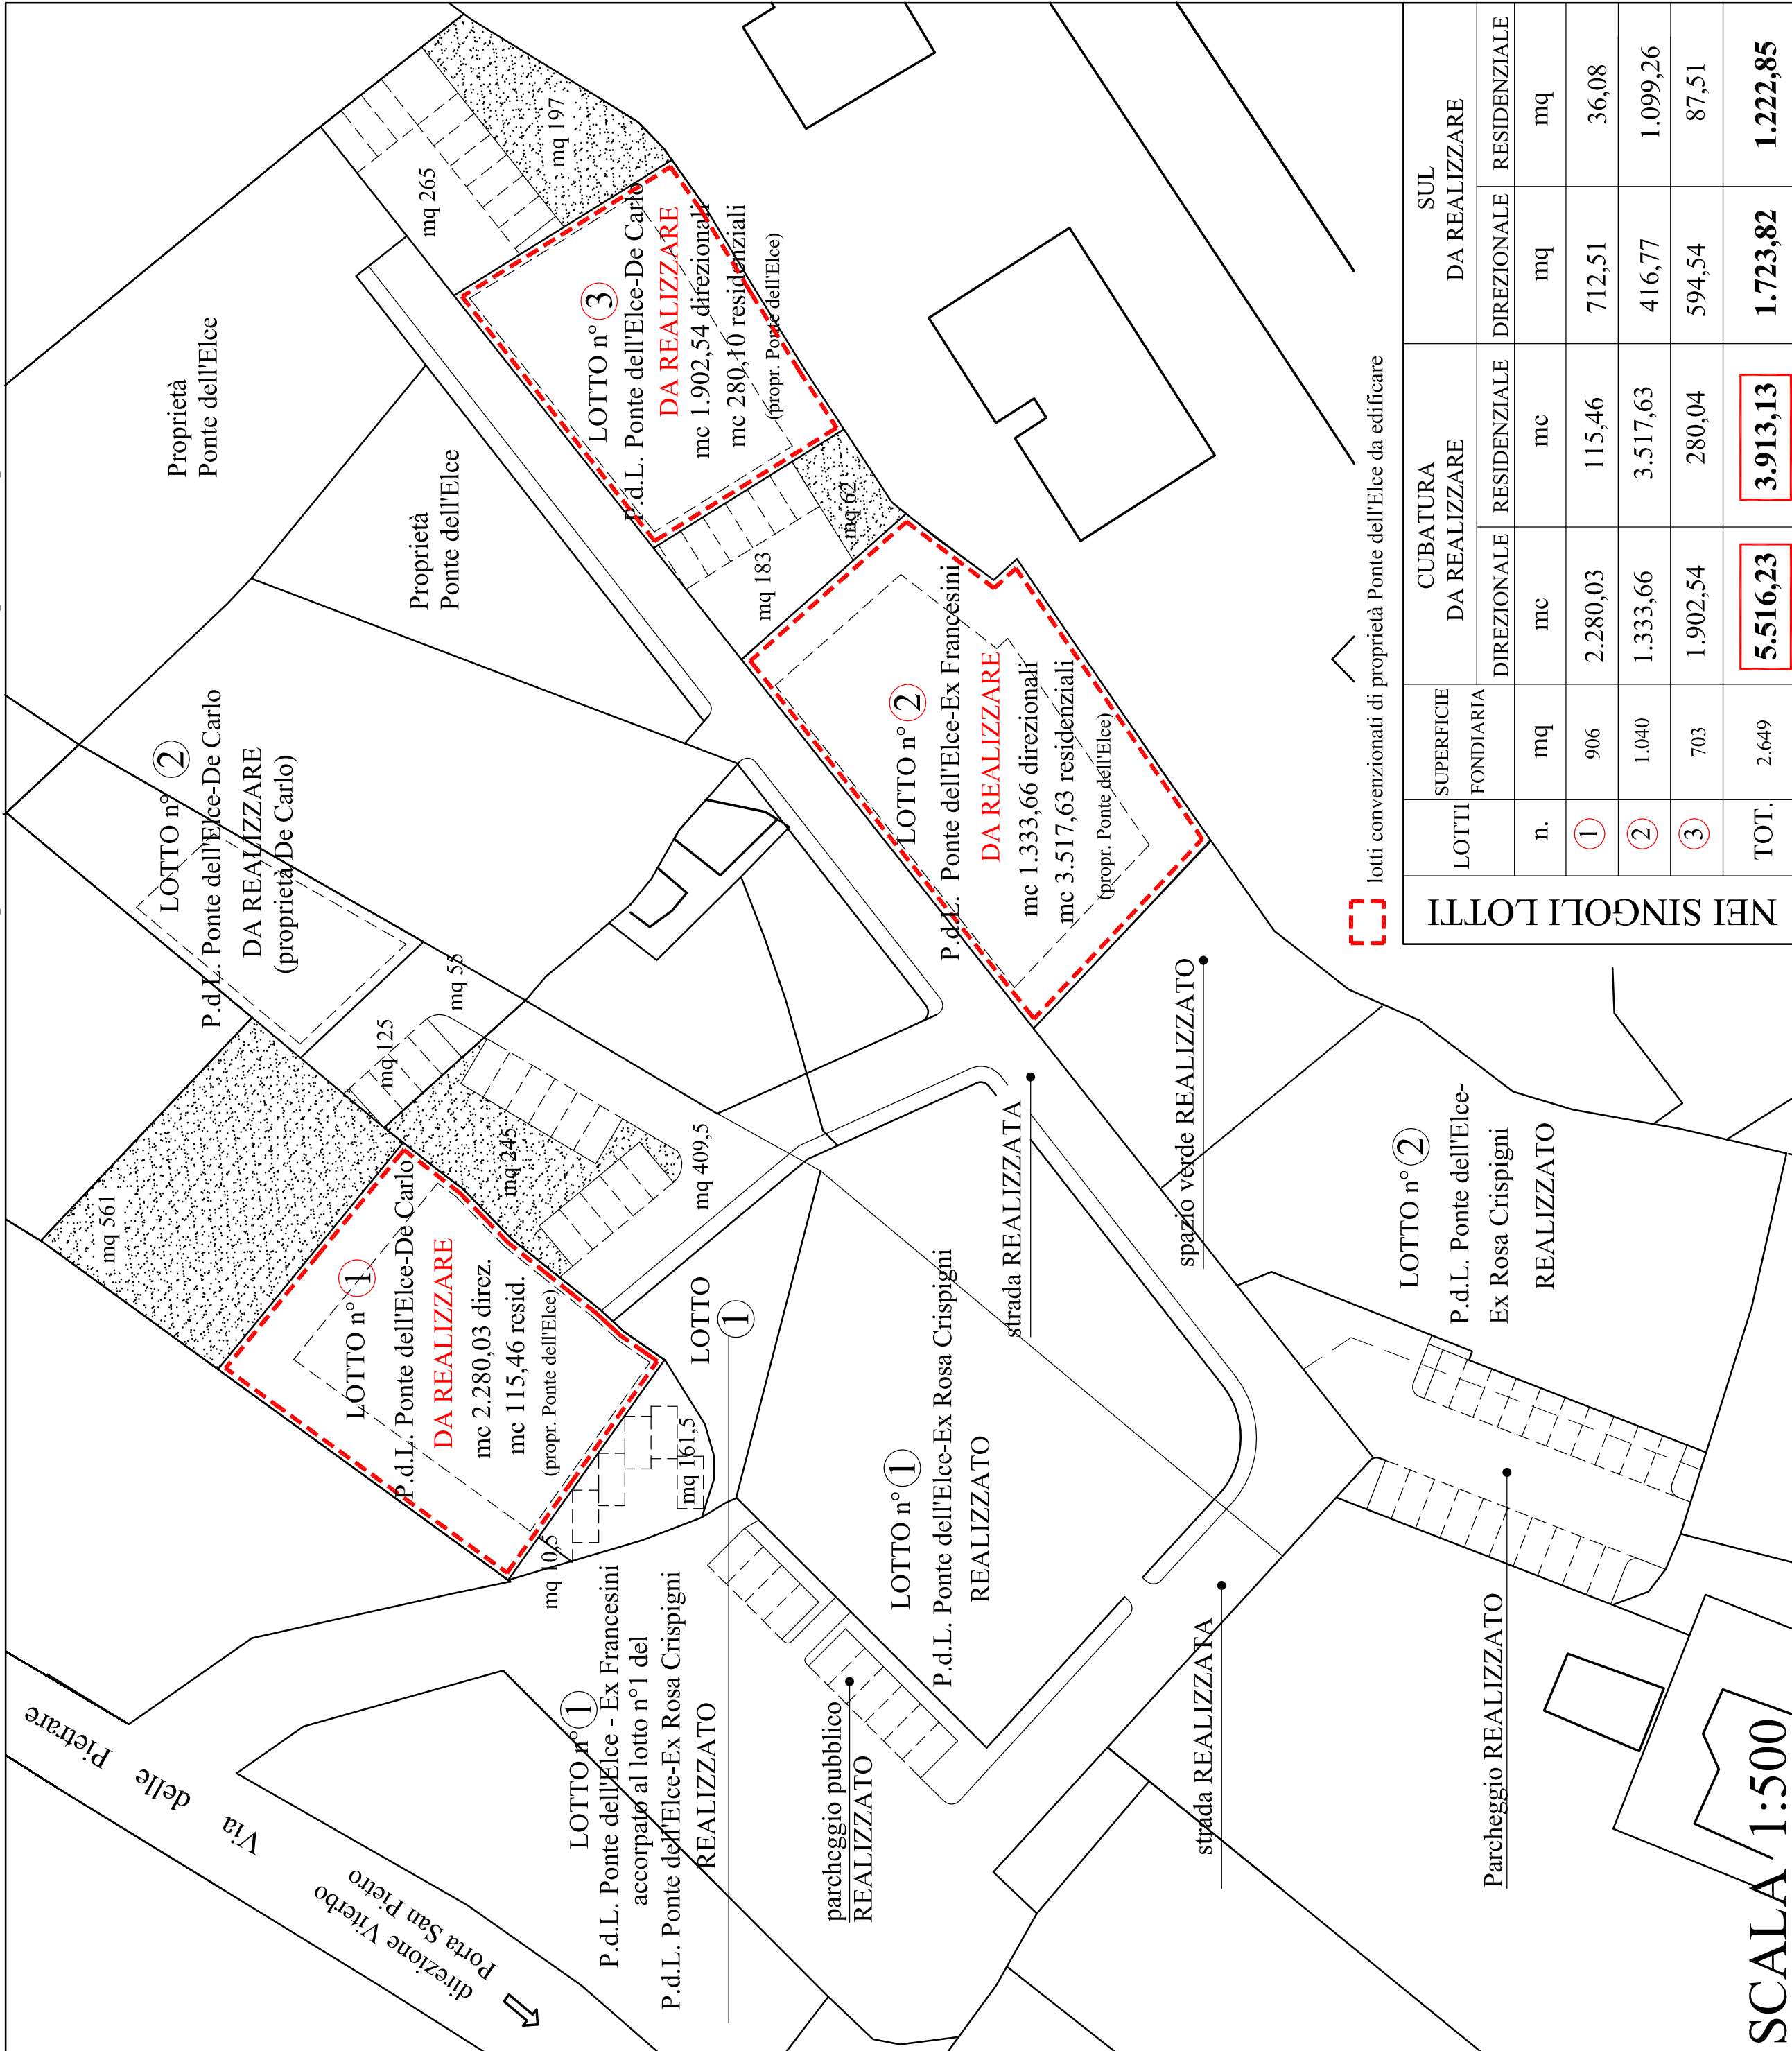 Via delle Pietrare
direzione Viterbo
Porta San Pietro
LOTTO n° 1
P.d.L. Ponte dell'Elce - Ex Francesini
accorpato al lotto n°1 del
P.d.L. Ponte dell'Elce-Ex Rosa Crispigni
REALIZZATO
parcheggio pubblico
REALIZZATO
strada REALIZZATA
Parcheggio REALIZZATO
SCALA 1:500
mq 561
LOTTO n° 1
P.d.L. Ponte dell'Elce-De Carlo
DA REALIZZARE
mc 2.280,03 direz.
mc 115,46 resid.
(propr. Ponte dell'Elce)
mq 10,5
mq 161,5
LOTTO 1
mq 245
mq 409,5
mq 125
mq 55
LOTTO n° 1
P.d.L. Ponte dell'Elce-Ex Rosa Crispigni
REALIZZATO
strada REALIZZATA
spazio verde REALIZZATO
LOTTO n° 2
P.d.L. Ponte dell'Elce-
Ex Rosa Crispigni
REALIZZATO
LOTTO n° 2
P.d.L. Ponte dell'Elce-De Carlo
DA REALIZZARE
(proprietà De Carlo)
Proprietà
Ponte dell'Elce
Proprietà
Ponte dell'Elce
LOTTO n° 2
P.d.L. Ponte dell'Elce-Ex Francesini
DA REALIZZARE
mc 1.333,66 direzionali
mc 3.517,63 residenziali
(propr. Ponte dell'Elce)
mq 183
mq 62
LOTTO n° 3
P.d.L. Ponte dell'Elce-De Carlo
DA REALIZZARE
mc 1.902,54 direzionali
mc 280,10 residenziali
(propr. Ponte dell'Elce)
mq 265
mq 197
lotti convenzionati di proprietà Ponte dell'Elce da edificare
NEI SINGOLI LOTTI
LOTTI SUPERFICIE FONDIARIA CUBATURA DA REALIZZARE SUL DA REALIZZARE
DIREZIONALE RESIDENZIALE DIREZIONALE RESIDENZIALE
n. mq mc mc mq mq
1 906 2.280,03 115,46 712,51 36,08
2 1.040 1.333,66 3.517,63 416,77 1.099,26
3 703 1.902,54 280,04 594,54 87,51
TOT. 2.649 5.516,23 3.913,13 1.723,82 1.222,85